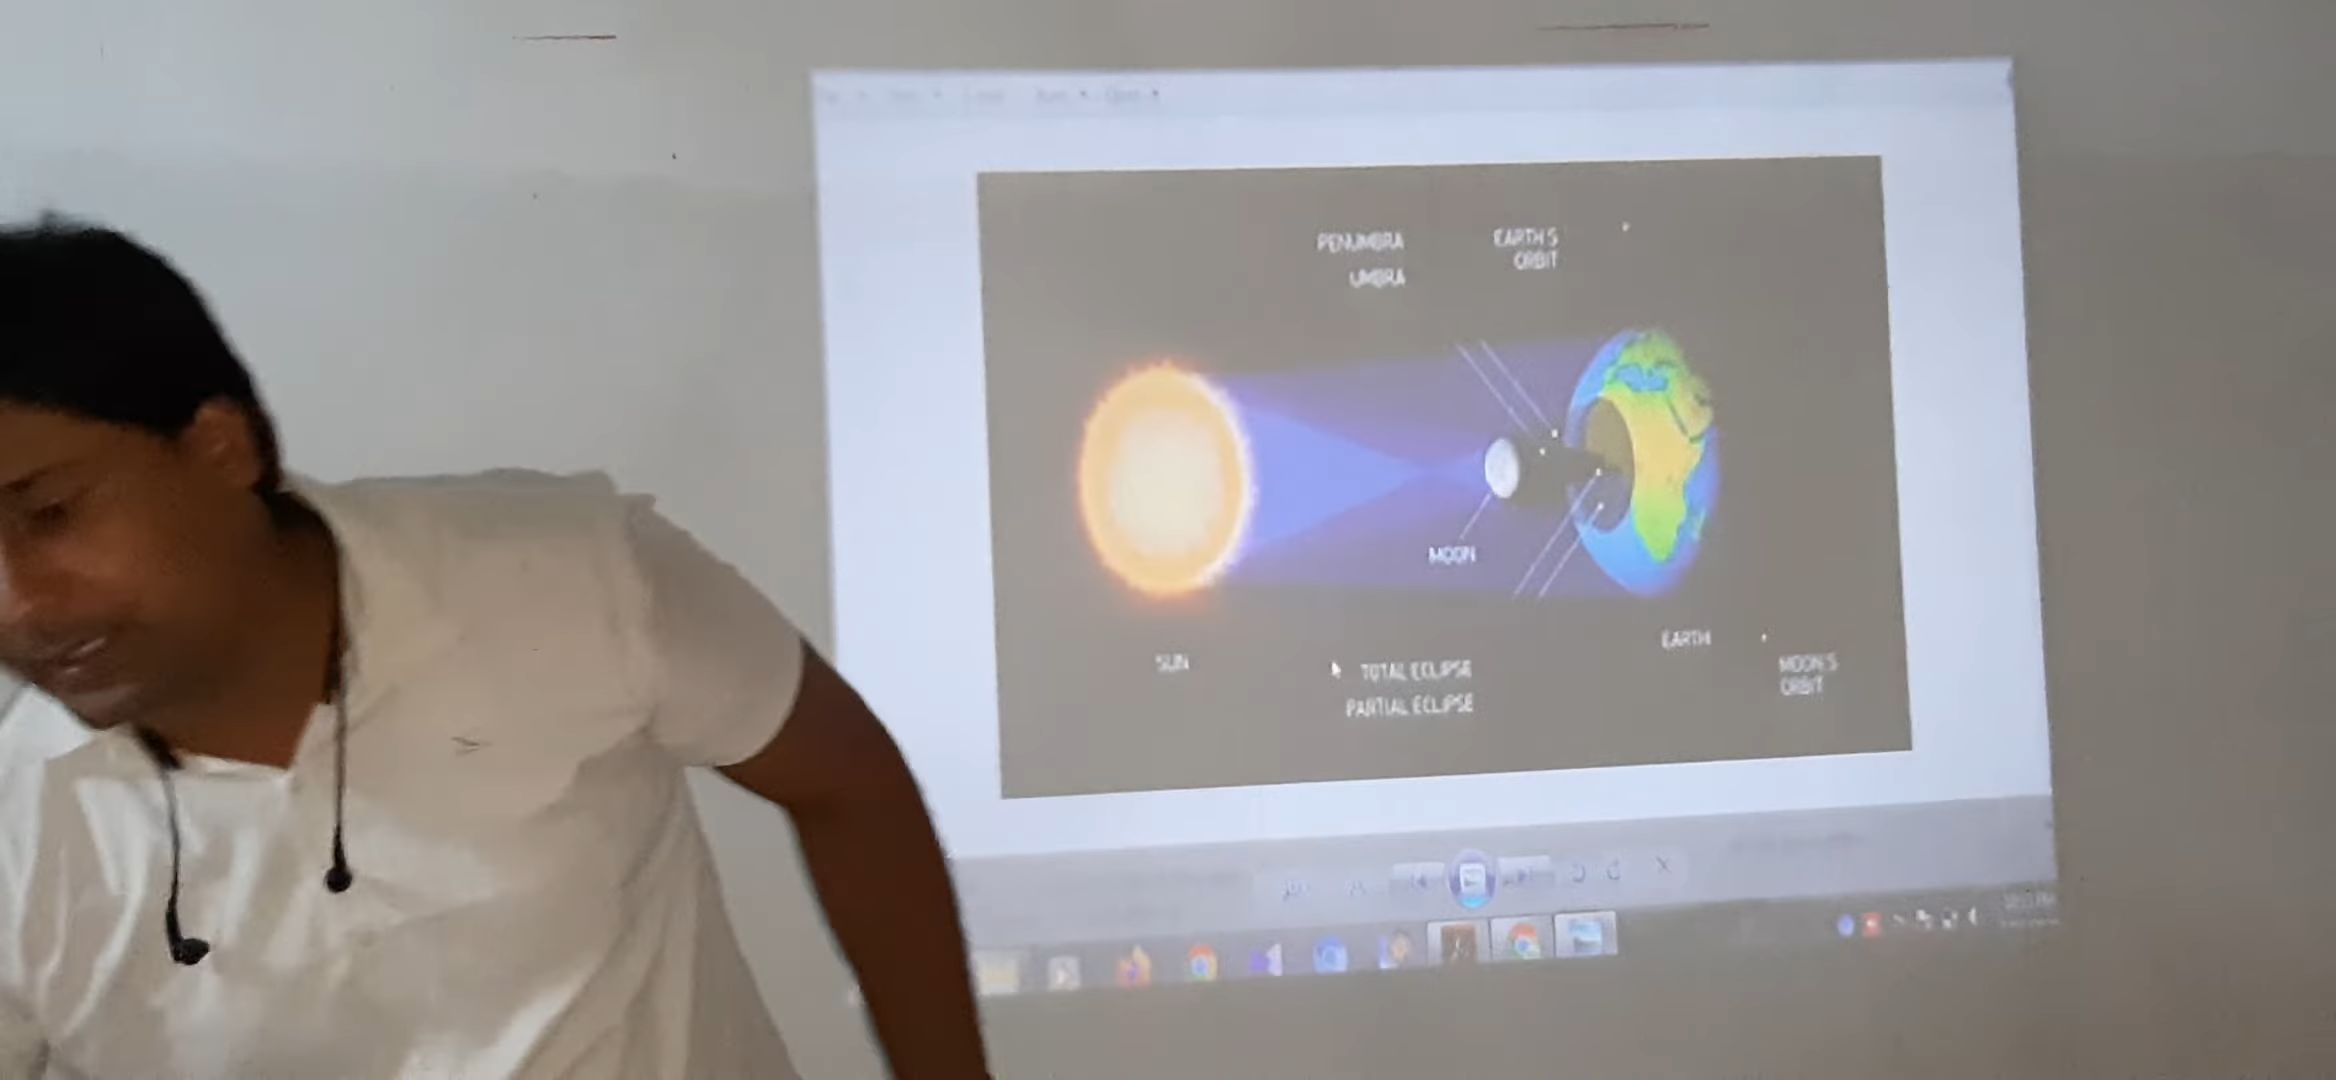 PENUMBRA
UMBRA
EARTH'S
ORBIT
MOON
SUN
EARTH
TOTAL ECLIPSE
PARTIAL ECLIPSE
MOON'S
ORBIT